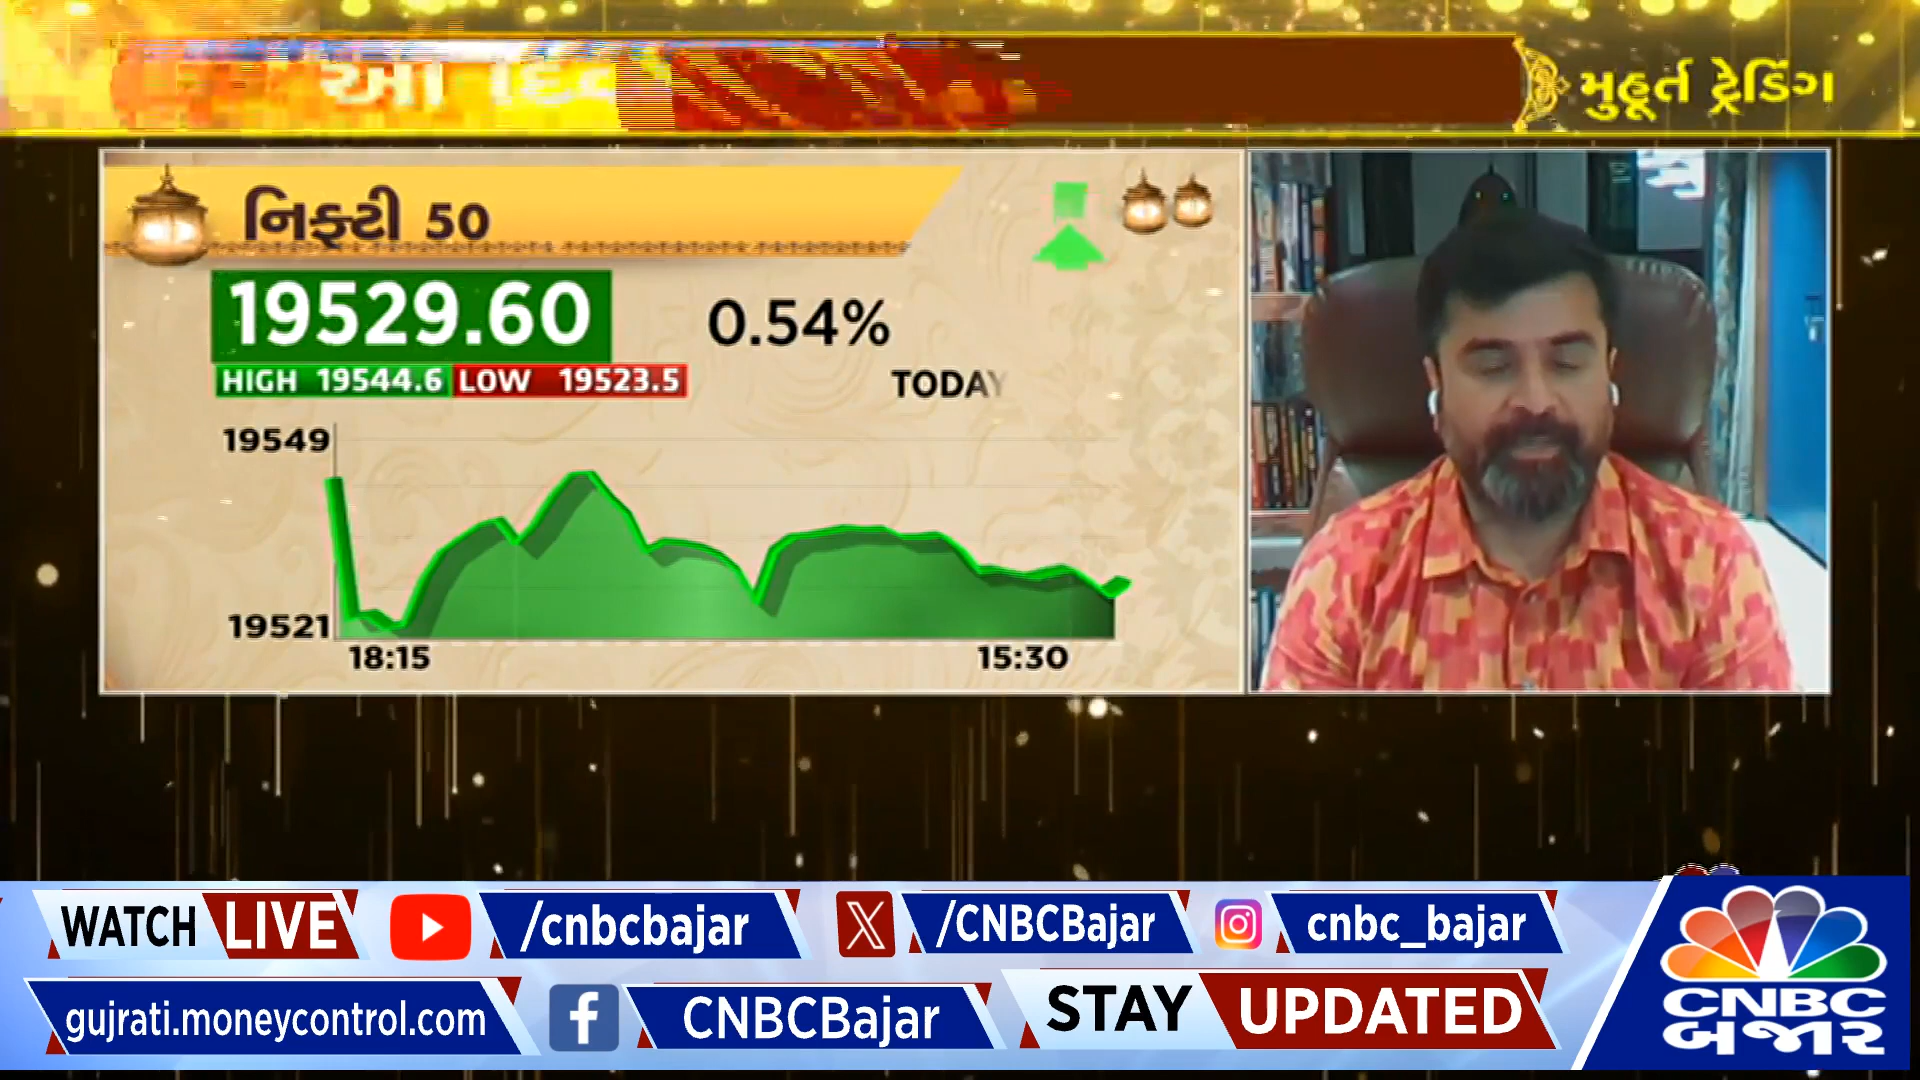 મુહૂર્ત ટ્રેડિંગ
નિફ્ટી 50
19529.60
0.54%
HIGH 19544.6 LOW 19523.5
TODAY
19549
19521
18:15 15:30
WATCH LIVE /cnbcbajar /CNBCBajar cnbc_bajar
gujrati.moneycontrol.com CNBCBajar STAY UPDATED
CNBC
બજાર